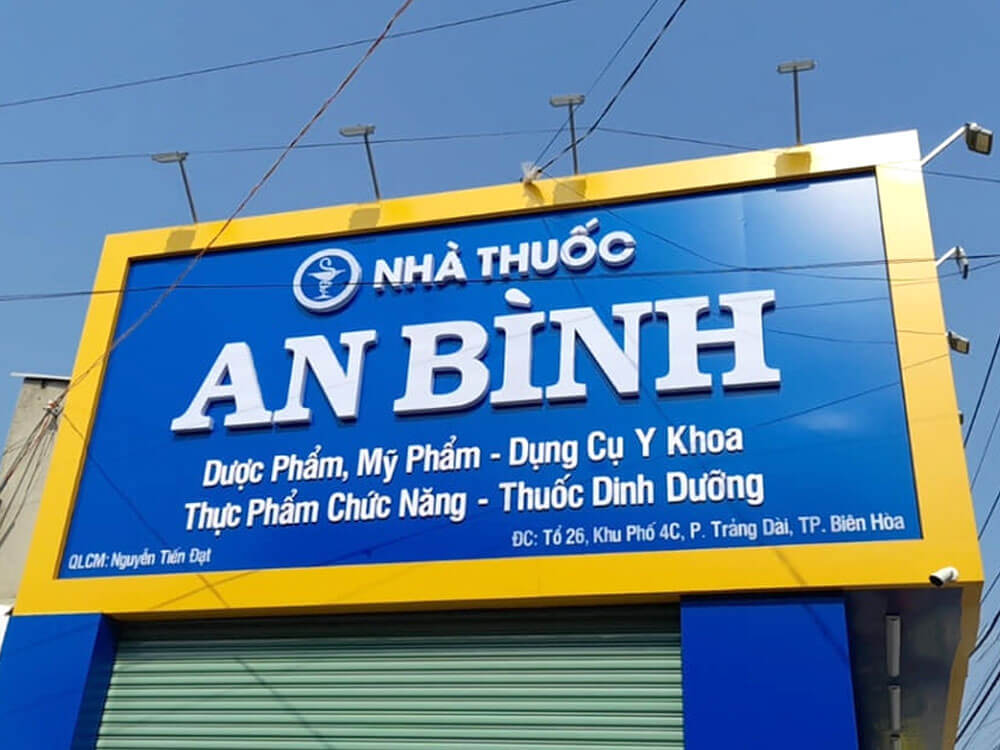 NHÀ THUỐC
AN BÌNH
Dược Phẩm, Mỹ Phẩm - Dụng Cụ Y Khoa
Thực Phẩm Chức Năng - Thuốc Dinh Dưỡng
ĐC: Tổ 26, Khu Phố 4C, P. Trảng Dài, TP. Biên Hòa
QLCM: Nguyễn Tiến Đạt